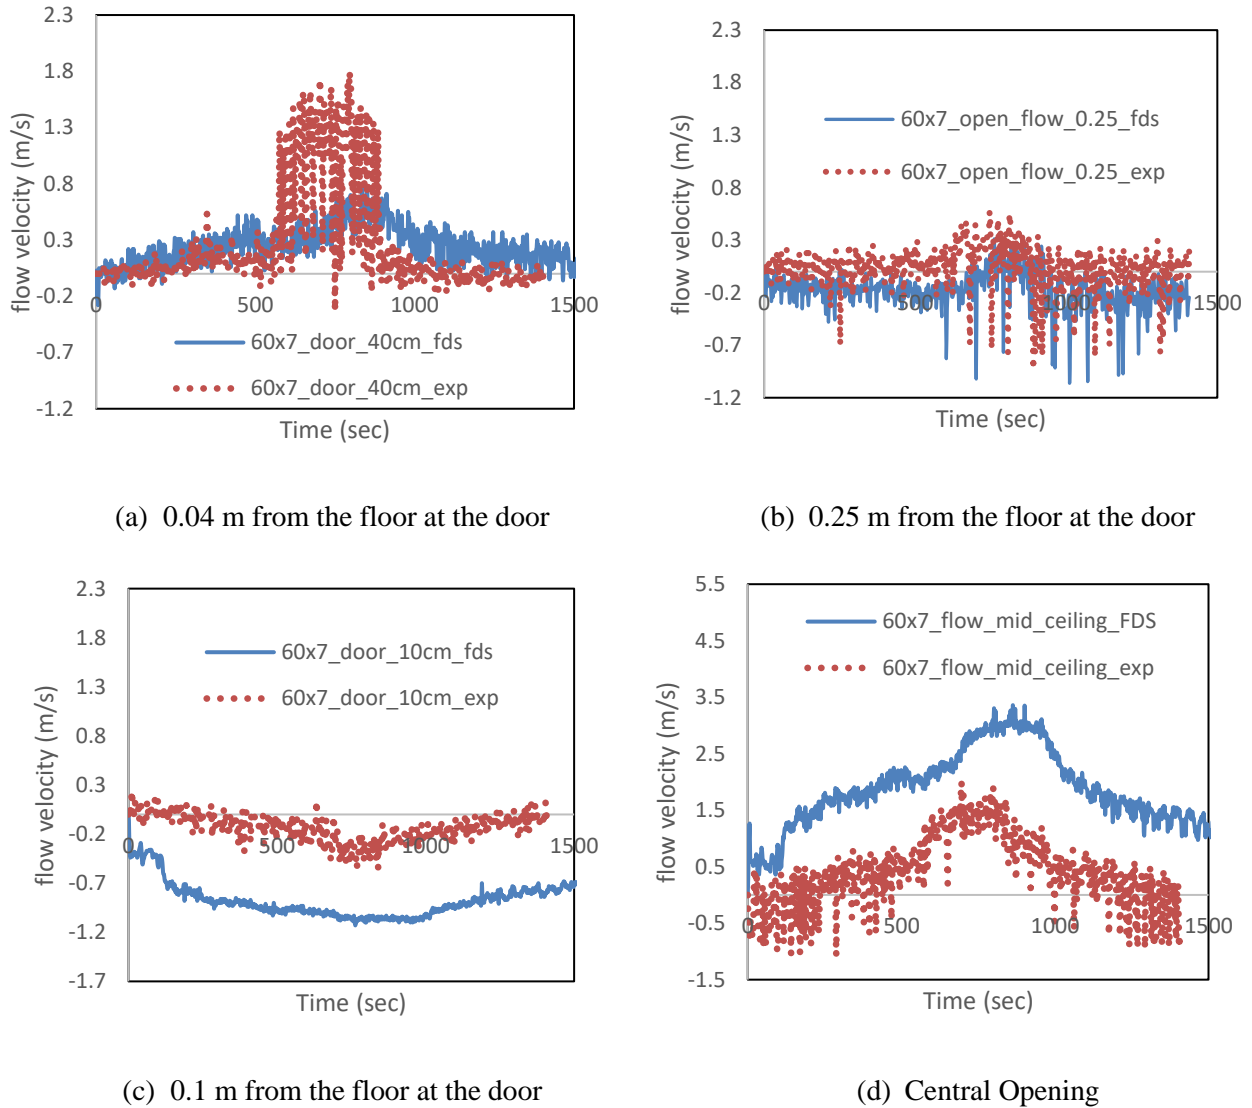 2.3
1.8
1.3
0.8
0.3
-0.2
-0.7
-1.2
flow velocity (m/s)
0
500
1000
1500
60x7_door_40cm_fds
60x7_door_40cm_exp
Time (sec)
(a) 0.04 m from the floor at the door
2.3
1.8
1.3
0.8
0.3
-0.2
-0.7
-1.2
flow velocity (m/s)
60x7_open_flow_0.25_fds
60x7_open_flow_0.25_exp
0
500
1000
1500
Time (sec)
(b) 0.25 m from the floor at the door
2.3
1.8
1.3
0.8
0.3
-0.2
-0.7
-1.2
-1.7
flow velocity (m/s)
60x7_door_10cm_fds
60x7_door_10cm_exp
0
500
1000
1500
Time (sec)
(c) 0.1 m from the floor at the door
5.5
4.5
3.5
2.5
1.5
0.5
-0.5
-1.5
flow velocity (m/s)
60x7_flow_mid_ceiling_FDS
60x7_flow_mid_ceiling_exp
0
500
1000
1500
Time (sec)
(d) Central Opening